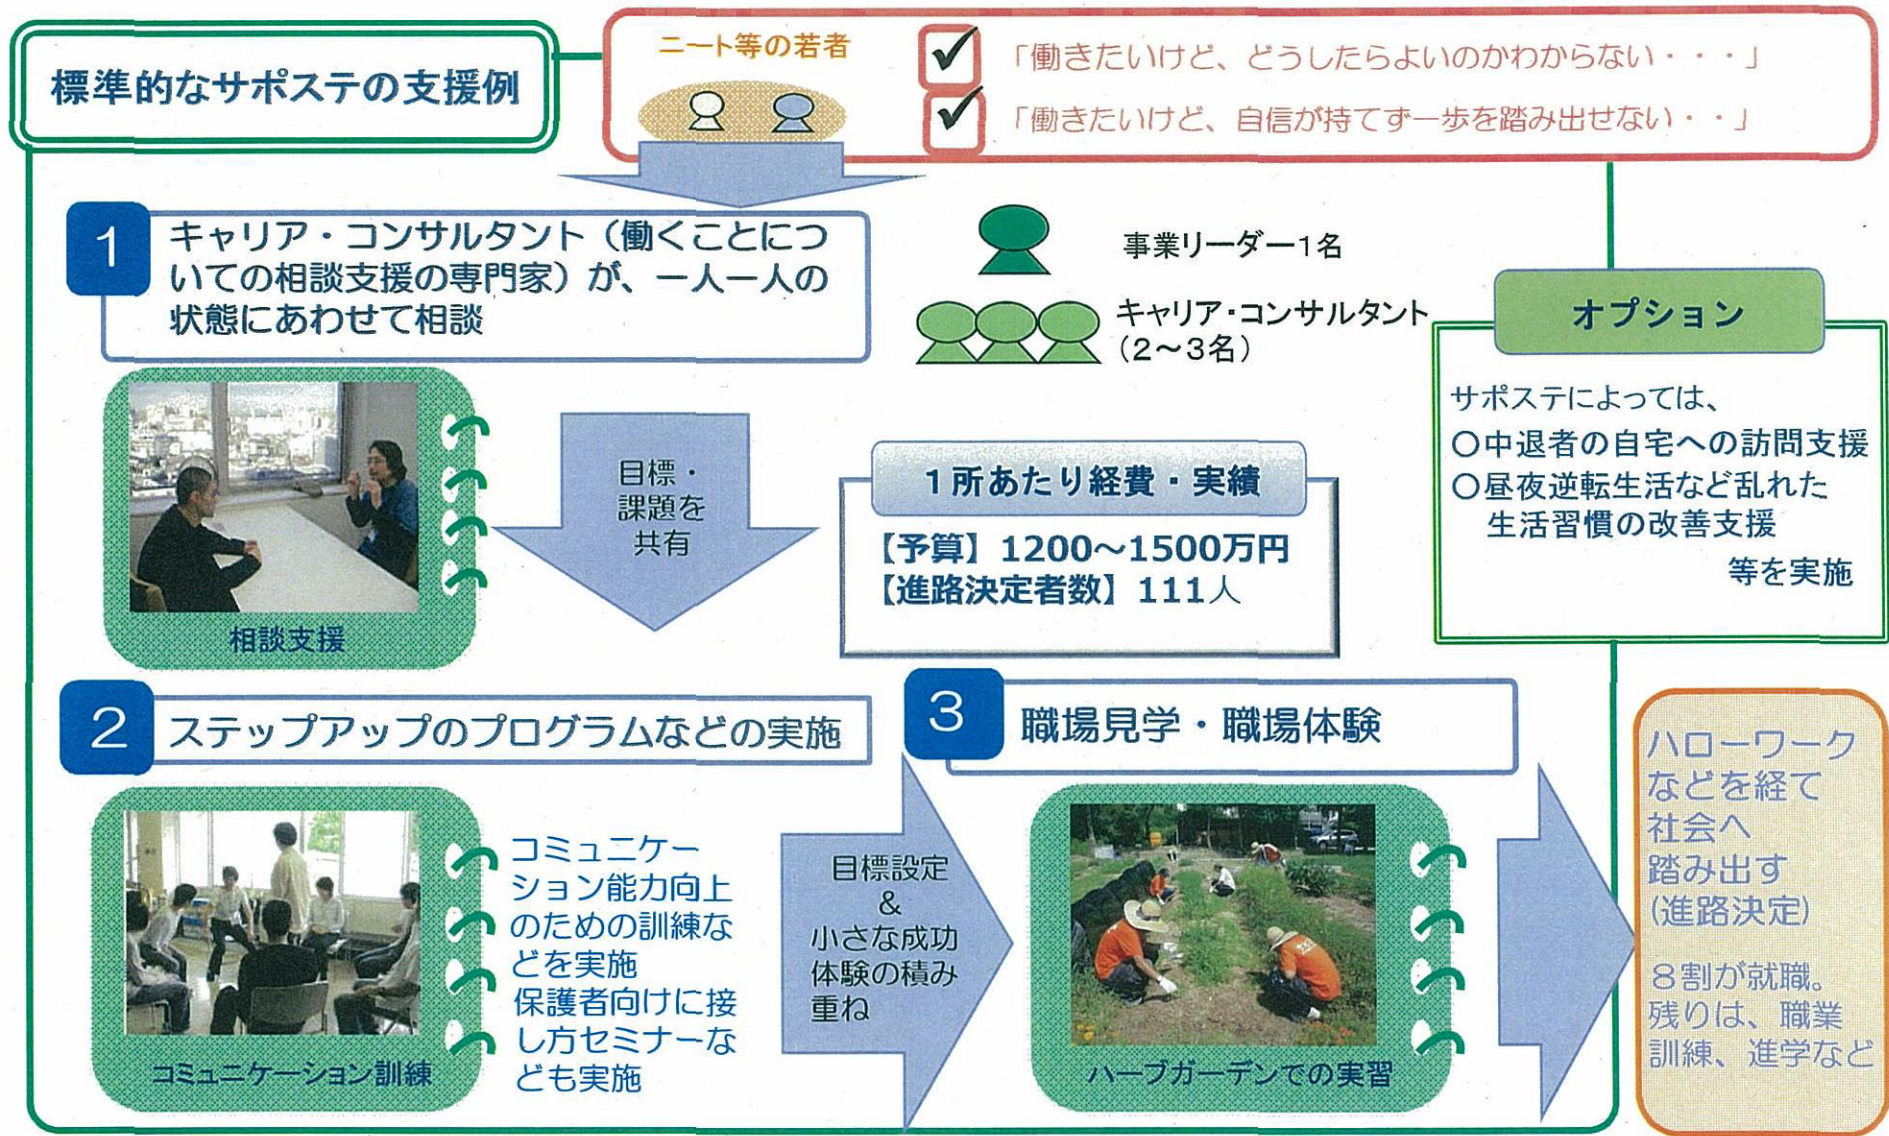 標準的なサポステの支援例
ニート等の若者
「働きたいけど、どうしたらよいのかわからない・・・」
「働きたいけど、自信が持てず一歩を踏み出せない・・」
1
キャリア・コンサルタント（働くことにつ
いての相談支援の専門家）が、一人一人の
状態にあわせて相談
事業リーダー1名
キャリア・コンサルタント
（2～3名）
オプション
サポステによっては、
○中退者の自宅への訪問支援
○昼夜逆転生活など乱れた
生活習慣の改善支援
等を実施
相談支援
目標・
課題を
共有
1所あたり経費・実績
【予算】1200～1500万円
【進路決定者数】111人
2
ステップアップのプログラムなどの実施
コミュニケーション訓練
コミュニケー
ション能力向上
のための訓練な
どを実施
保護者向けに接
し方セミナーな
ども実施
目標設定
&
小さな成功
体験の積み
重ね
3
職場見学・職場体験
ハーブガーデンでの実習
ハローワーク
などを経て
社会へ
踏み出す
(進路決定)
8割が就職。
残りは、職業
訓練、進学など